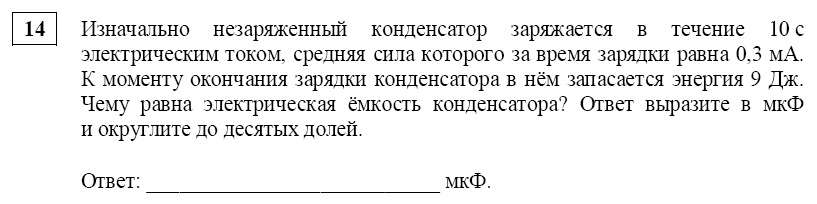 14 Изначально незаряженный конденсатор заряжается в течение 10 с
электрическим током, средняя сила которого за время зарядки равна 0,3 мА.
К моменту окончания зарядки конденсатора в нём запасается энергия 9 Дж.
Чему равна электрическая ёмкость конденсатора? Ответ выразите в мкФ
и округлите до десятых долей.
Ответ: ___________________________ мкФ.